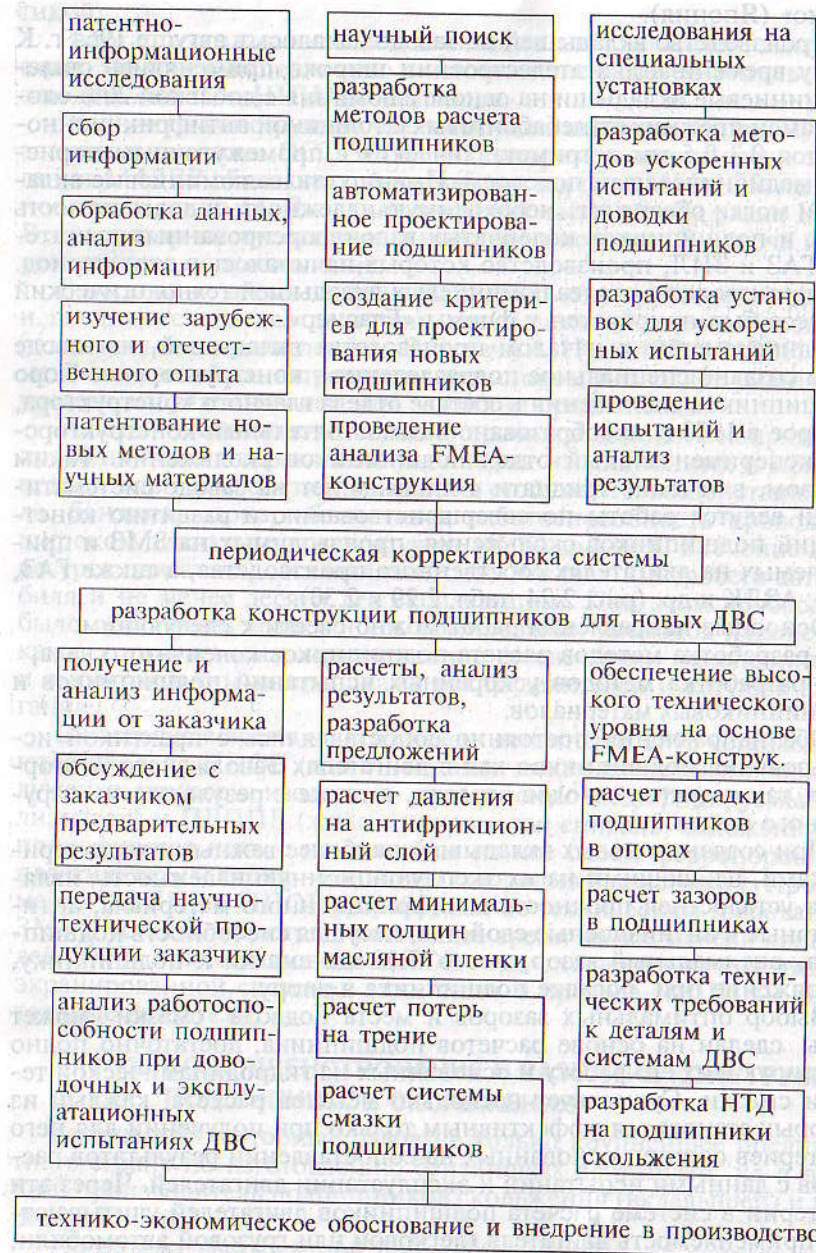 патентно-
информационные
исследования
сбор
информации
обработка данных,
анализ
информации
изучение зарубеж-
ного и отечест-
венного опыта
патентование но-
вых методов и на-
учных материалов
научный поиск
разработка
методов расчета
подшипников
автоматизирован-
ное проектирова-
ние подшипников
создание критери-
ев для проектиро-
вания новых
подшипников
проведение
анализа FMEA-
конструкция
исследования на
специальных
установках
разработка мето-
дов ускоренных
испытаний и
доводки
подшипников
разработка устано-
вок для ускорен-
ных испытаний
проведение
испытаний и
анализ
результатов
периодическая корректировка системы
разработка конструкции подшипников для новых ДВС
получение и
анализ информа-
ции от заказчика
обсуждение с
заказчиком
предварительных
результатов
передача научно-
технической про-
дукции заказчику
анализ работоспо-
собности подшип-
ников при дово-
дочных и эксплу-
атационных
испытаниях ДВС
расчет и анализ
результатов,
разработка
предложений
расчет давления
на антифрикцион-
ный слой
расчет минималь-
ных толщин
масляной пленки
расчет потерь
на трение
расчет системы
смазки
подшипников
обеспечение высо-
кого технического
уровня на основе
FMEA-конструк.
расчет посадки
подшипников
в опорах
расчет зазоров
в подшипниках
разработка техни-
ческих требований
к деталям и
системам ДВС
разработка НТД
на подшипники
скольжения
технико-экономическое обоснование и внедрение в производство